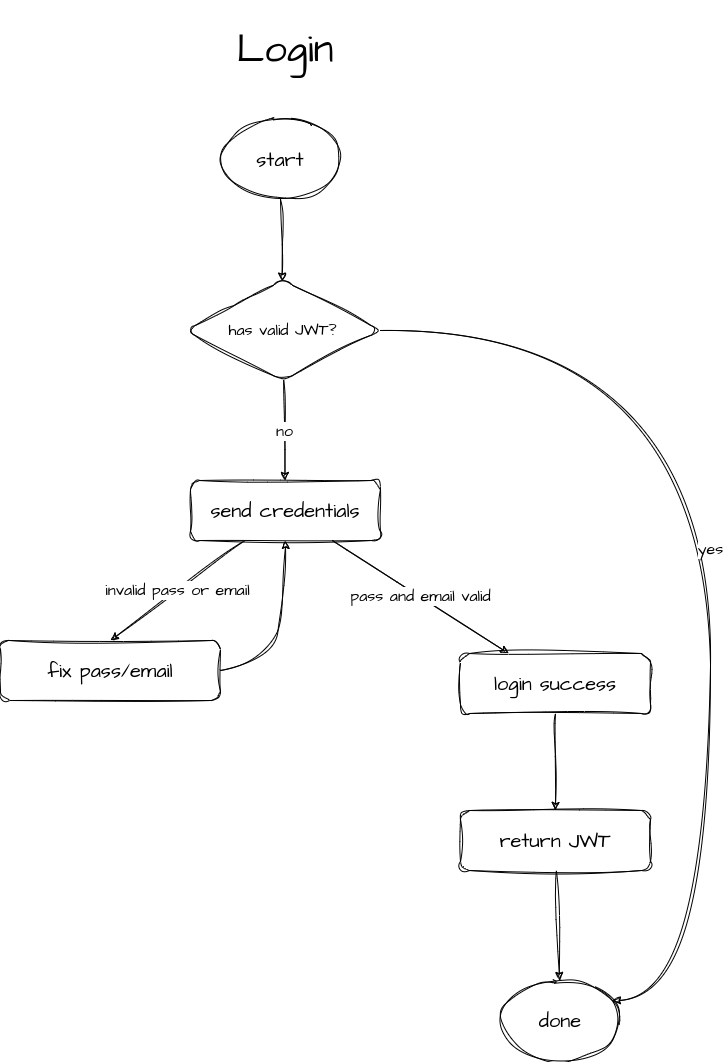 Login
start
has valid JWT?
no
send credentials
yes
invalid pass or email
pass and email valid
fix pass/email
login success
return JWT
done